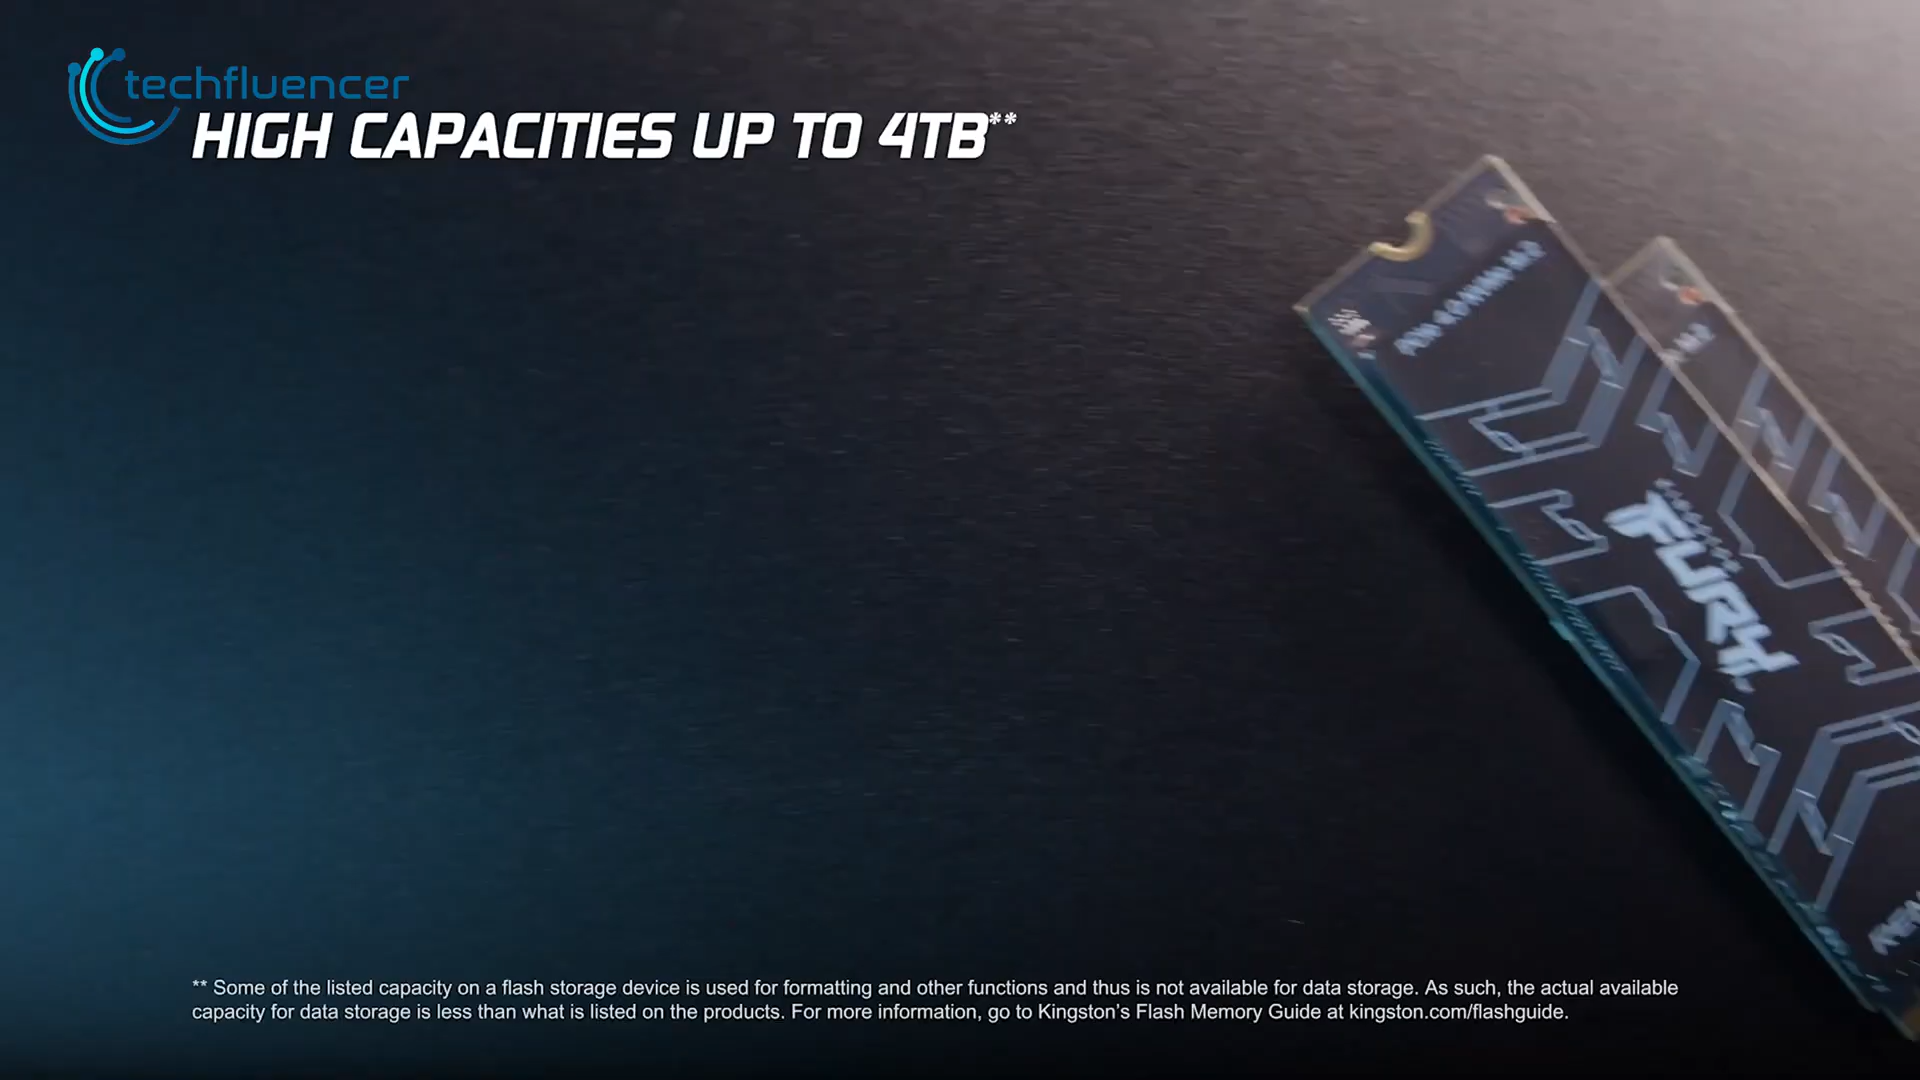 techfluencer
HIGH CAPACITIES UP TO 4TB**
FURY
** Some of the listed capacity on a flash storage device is used for formatting and other functions and thus is not available for data storage. As such, the actual available
capacity for data storage is less than what is listed on the products. For more information, go to Kingston's Flash Memory Guide at kingston.com/flashguide.